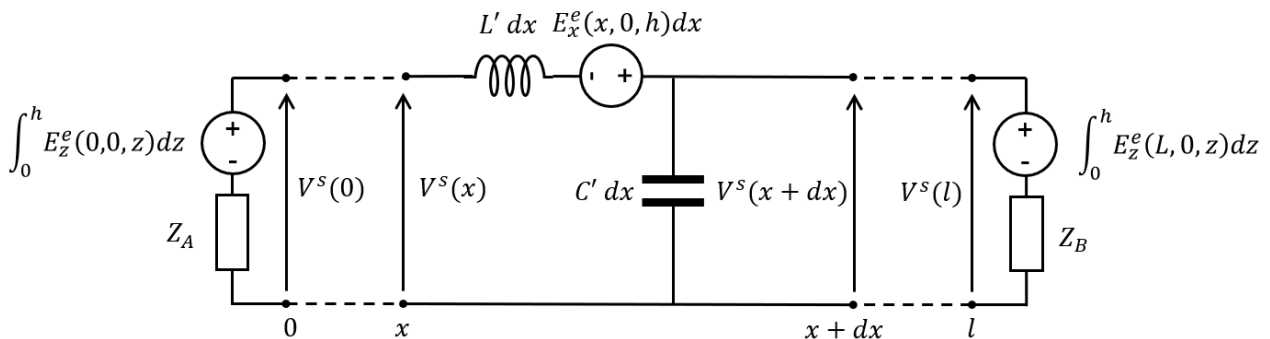 L′ dx E_x^e(x, 0, h)dx
∫_0^h E_z^e(0,0, z)dz
+
-
- +
+
-
∫_0^h E_z^e(L, 0, z)dz
V^s(0)
V^s(x)
C′ dx
V^s(x + dx)
V^s(l)
Z_A
Z_B
0
x
x + dx
l